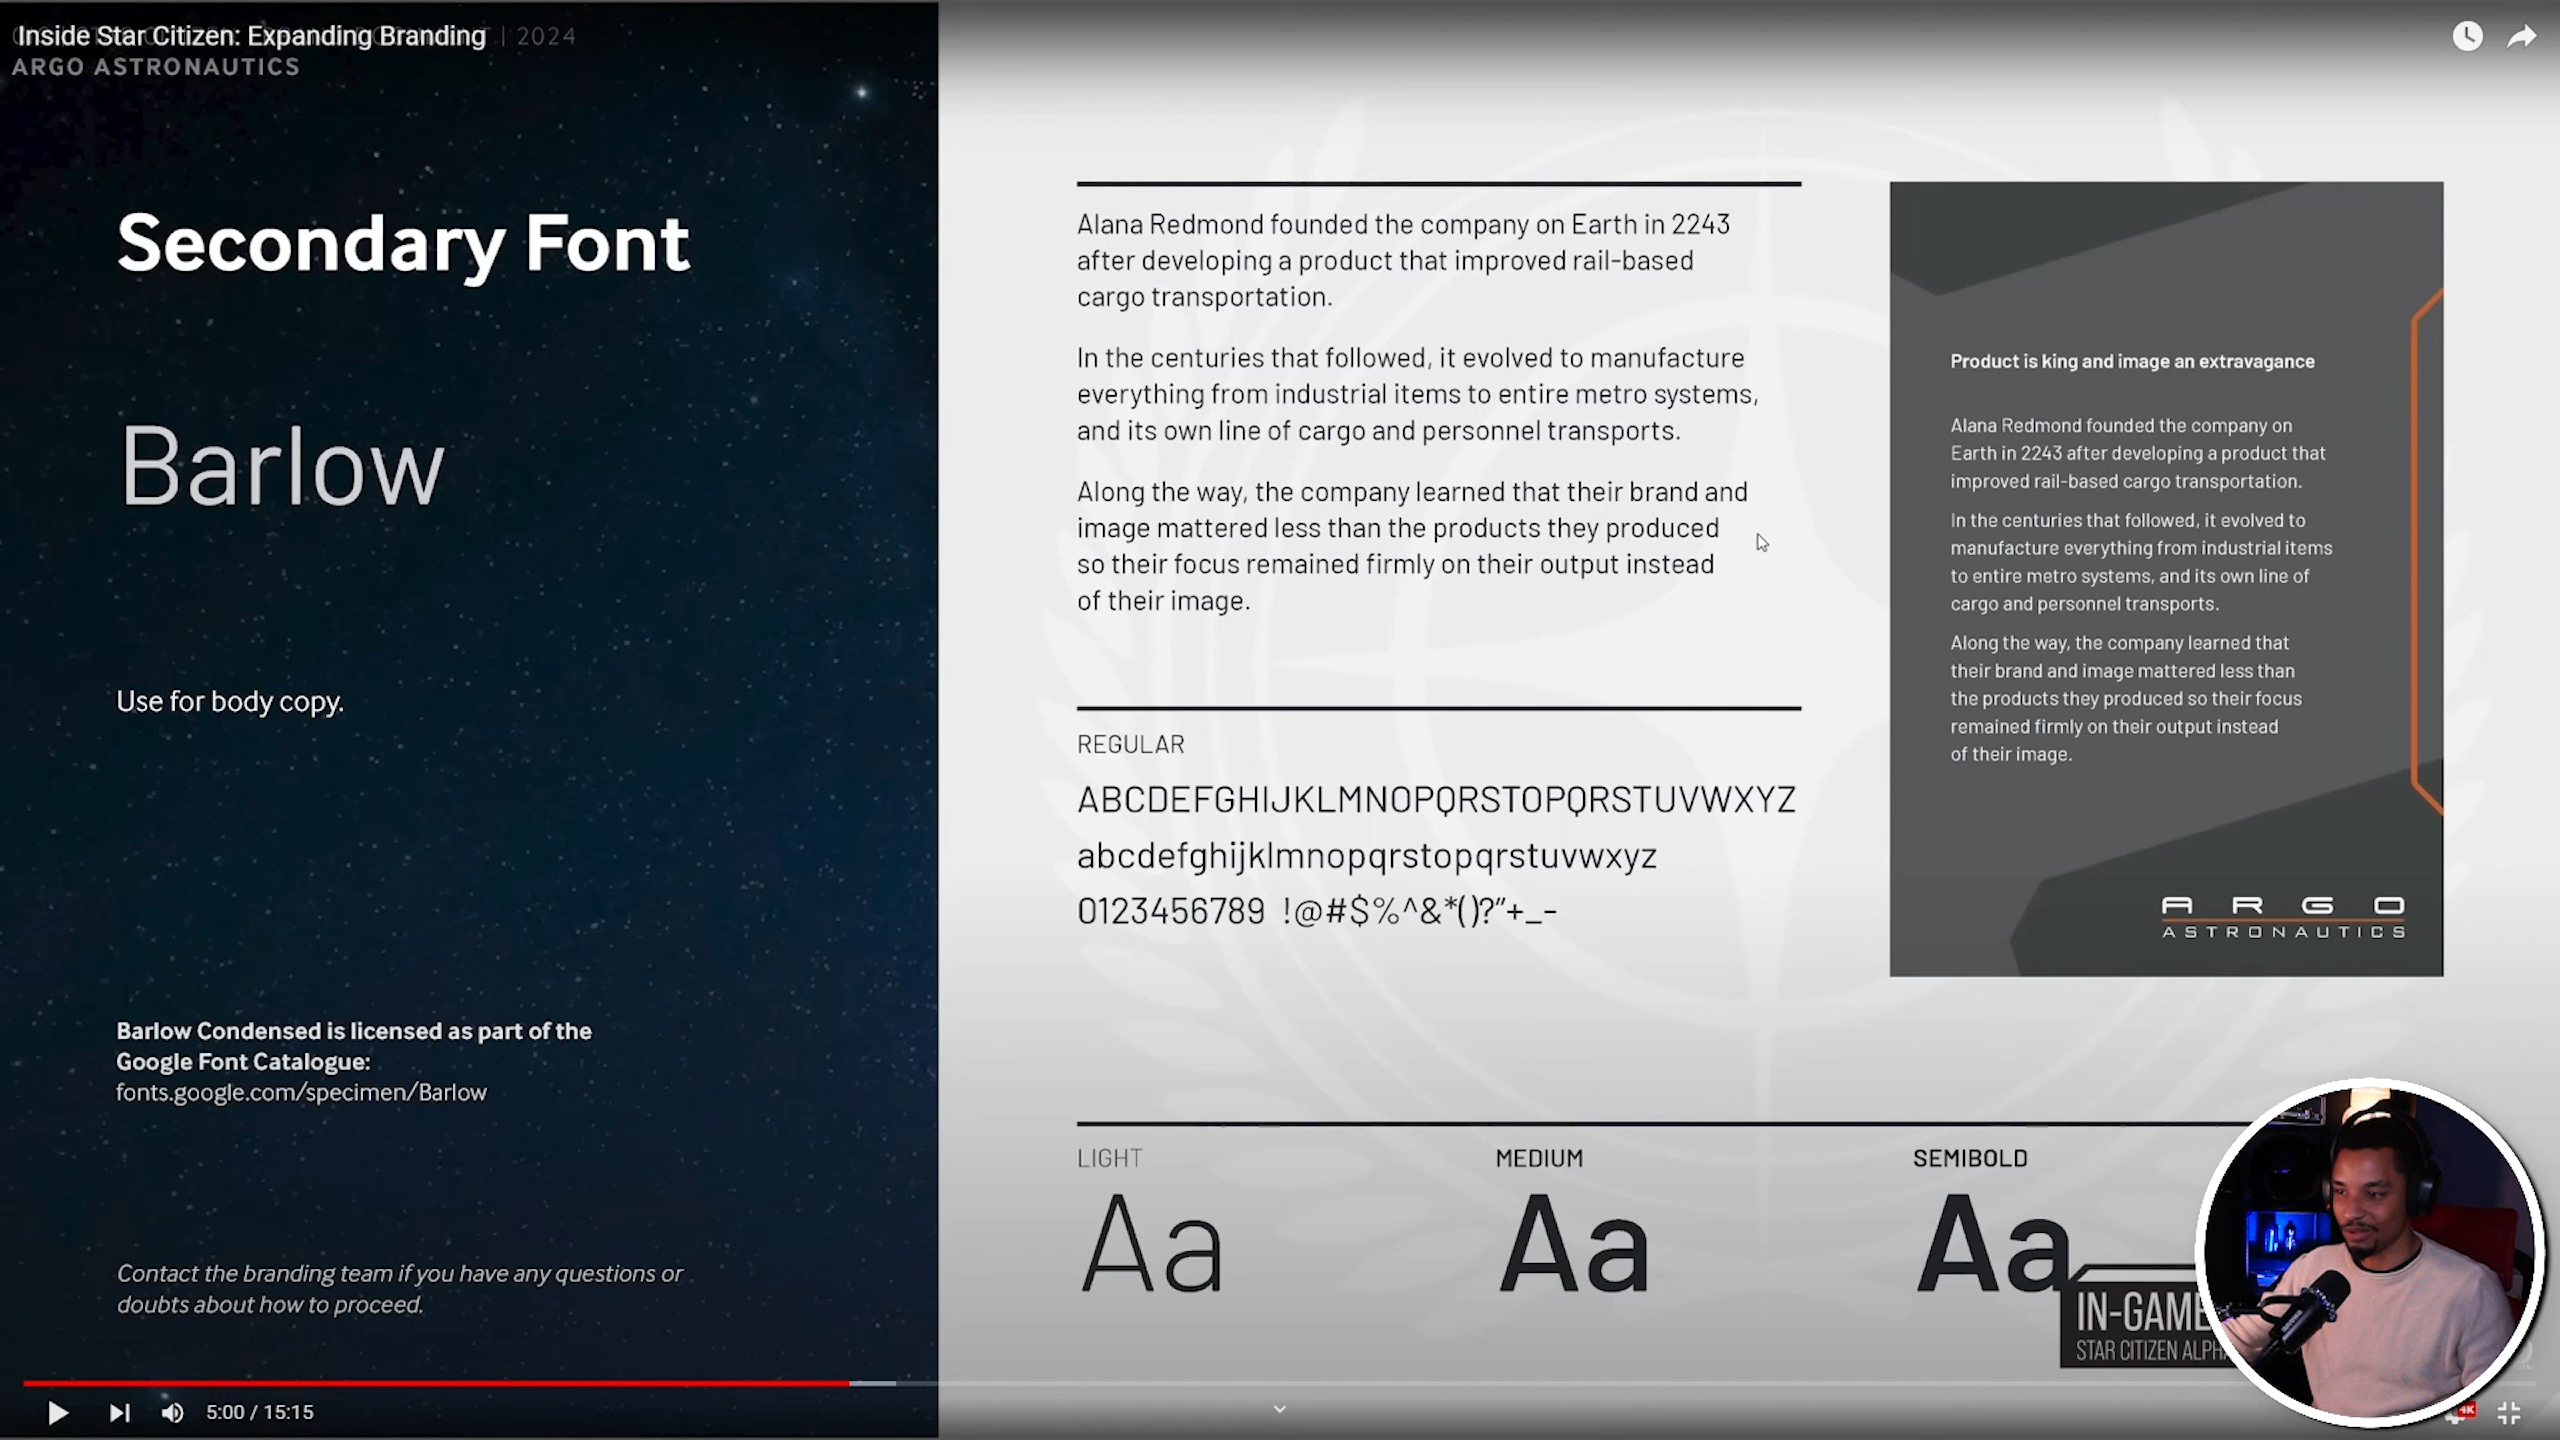 Inside Star Citizen: Expanding Branding
| 2024
ARGO ASTRONAUTICS
Secondary Font
Barlow
Use for body copy.
Barlow Condensed is licensed as part of the
Google Font Catalogue:
fonts.google.com/specimen/Barlow
Contact the branding team if you have any questions or
doubts about how to proceed.
Alana Redmond founded the company on Earth in 2243
after developing a product that improved rail-based
cargo transportation.
In the centuries that followed, it evolved to manufacture
everything from industrial items to entire metro systems,
and its own line of cargo and personnel transports.
Along the way, the company learned that their brand and
image mattered less than the products they produced
so their focus remained firmly on their output instead
of their image.
REGULAR
ABCDEFGHIJKLMNOPQRSTOPQRSTUVWXYZ
abcdefghijklmnopqrstopqrstuvwxyz
0123456789 !@#$%^&*()?"+_-
Product is king and image an extravagance
Alana Redmond founded the company on
Earth in 2243 after developing a product that
improved rail-based cargo transportation.
In the centuries that followed, it evolved to
manufacture everything from industrial items
to entire metro systems, and its own line of
cargo and personnel transports.
Along the way, the company learned that
their brand and image mattered less than
the products they produced so their focus
remained firmly on their output instead
of their image.
ARGO
ASTRONAUTICS
LIGHT
Aa
MEDIUM
Aa
SEMIBOLD
Aa
IN-GAME
STAR CITIZEN ALPH
5:00 / 15:15
4K